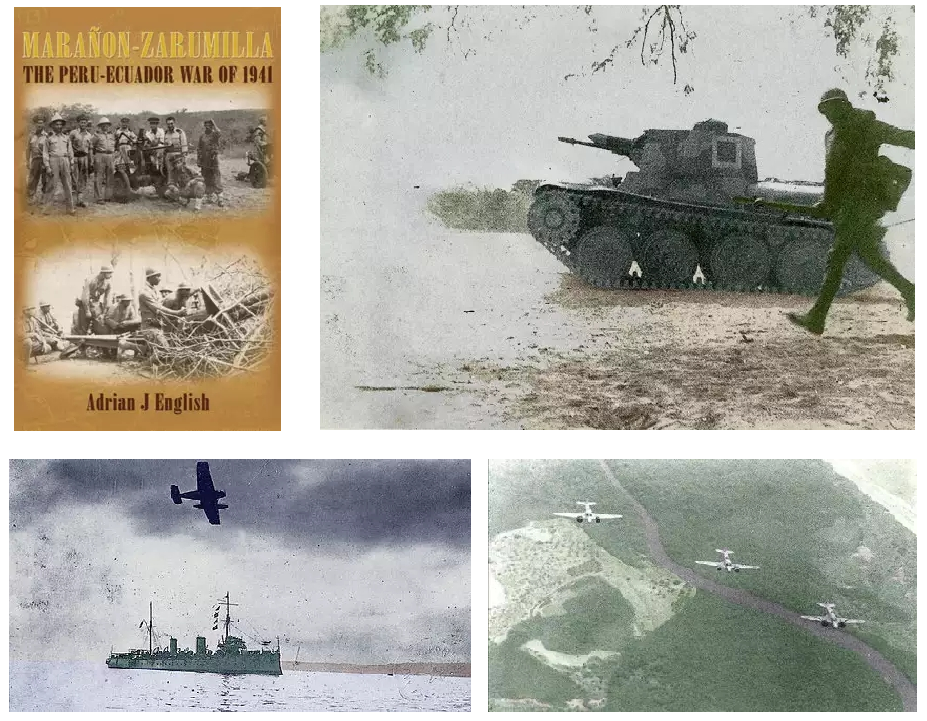 MARAÑON-ZARUMILLA
THE PERU-ECUADOR WAR OF 1941
Adrian J English